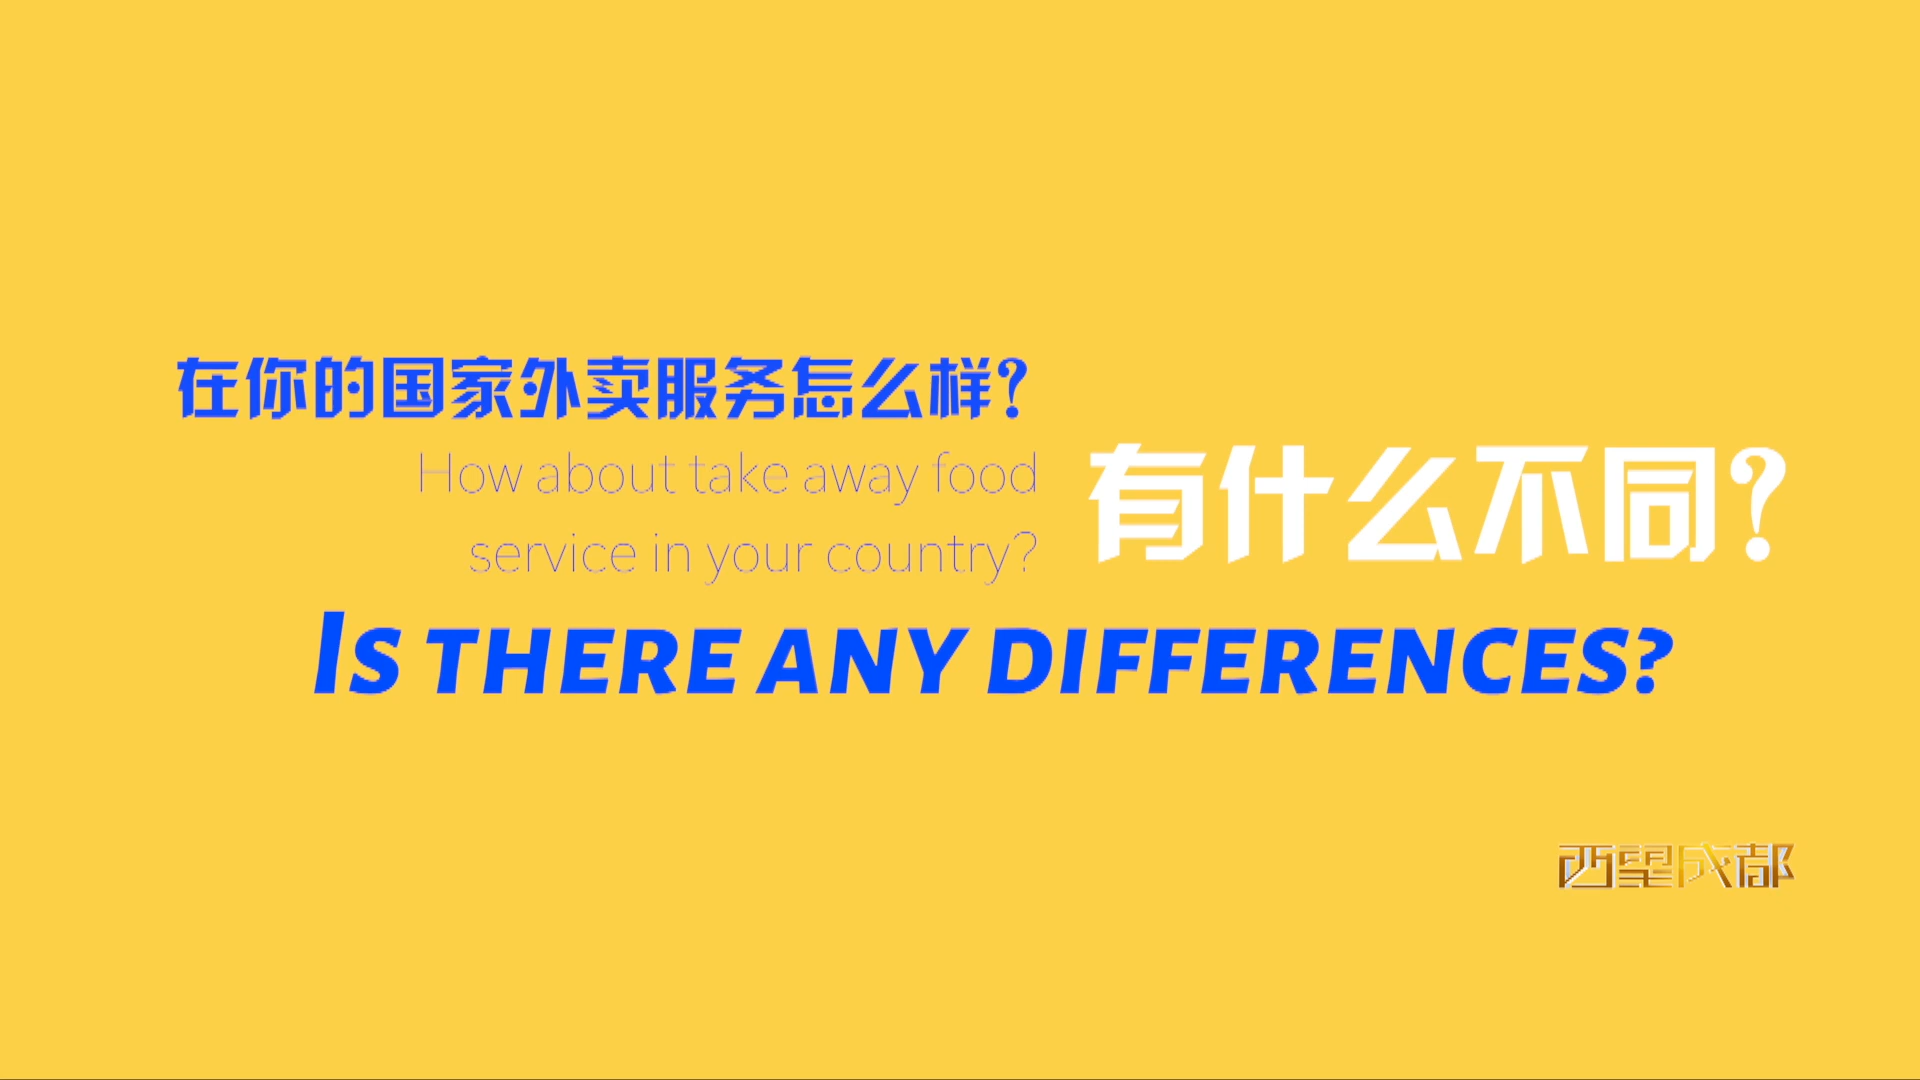 在你的国家外卖服务怎么样?
How about take away food
service in your country?
有什么不同?
IS THERE ANY DIFFERENCES?
西望成都